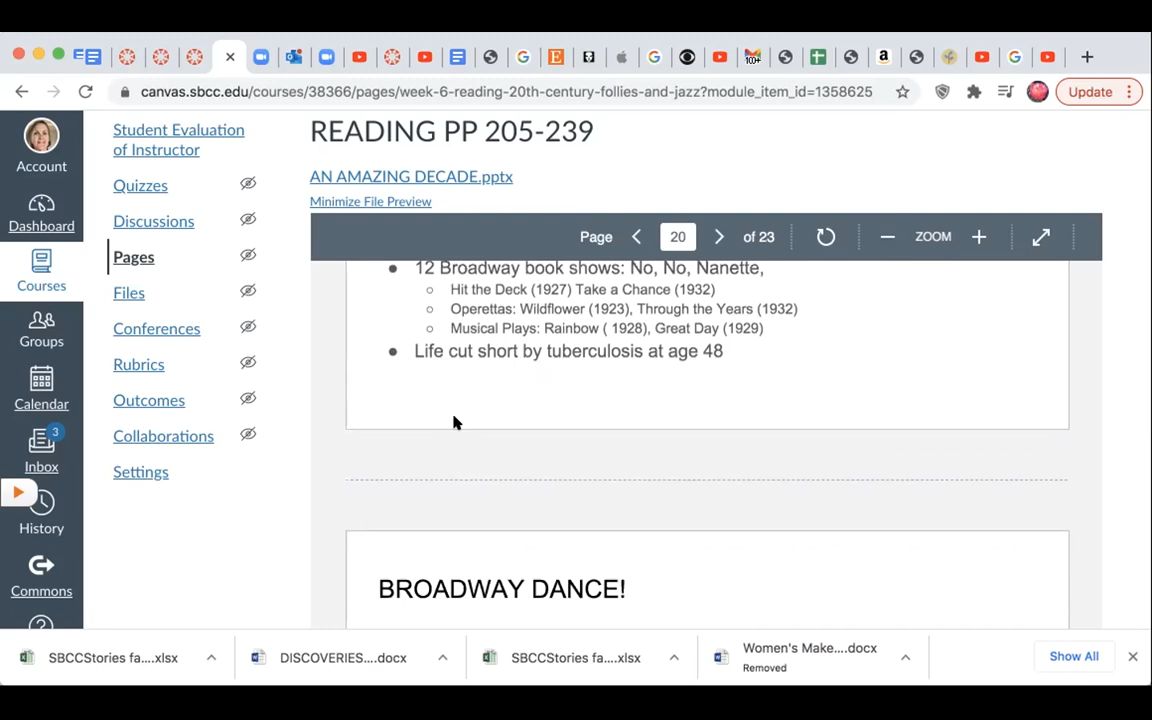 100+
canvas.sbcc.edu/courses/38366/pages/week-6-reading-20th-century-follies-and-jazz?module_item_id=1358625
Update
Account
Dashboard
Courses
Groups
Calendar
3
Inbox
History
Commons
Student Evaluation
of Instructor
Quizzes
Discussions
Pages
Files
Conferences
Rubrics
Outcomes
Collaborations
Settings
READING PP 205-239
AN AMAZING DECADE.pptx
Minimize File Preview
Page 20 of 23 ZOOM
• 12 Broadway book shows: No, No, Nanette,
○ Hit the Deck (1927) Take a Chance (1932)
○ Operettas: Wildflower (1923), Through the Years (1932)
○ Musical Plays: Rainbow ( 1928), Great Day (1929)
• Life cut short by tuberculosis at age 48
BROADWAY DANCE!
SBCCStories fa....xlsx
DISCOVERIES....docx
SBCCStories fa....xlsx
Women's Make....docx
Removed
Show All